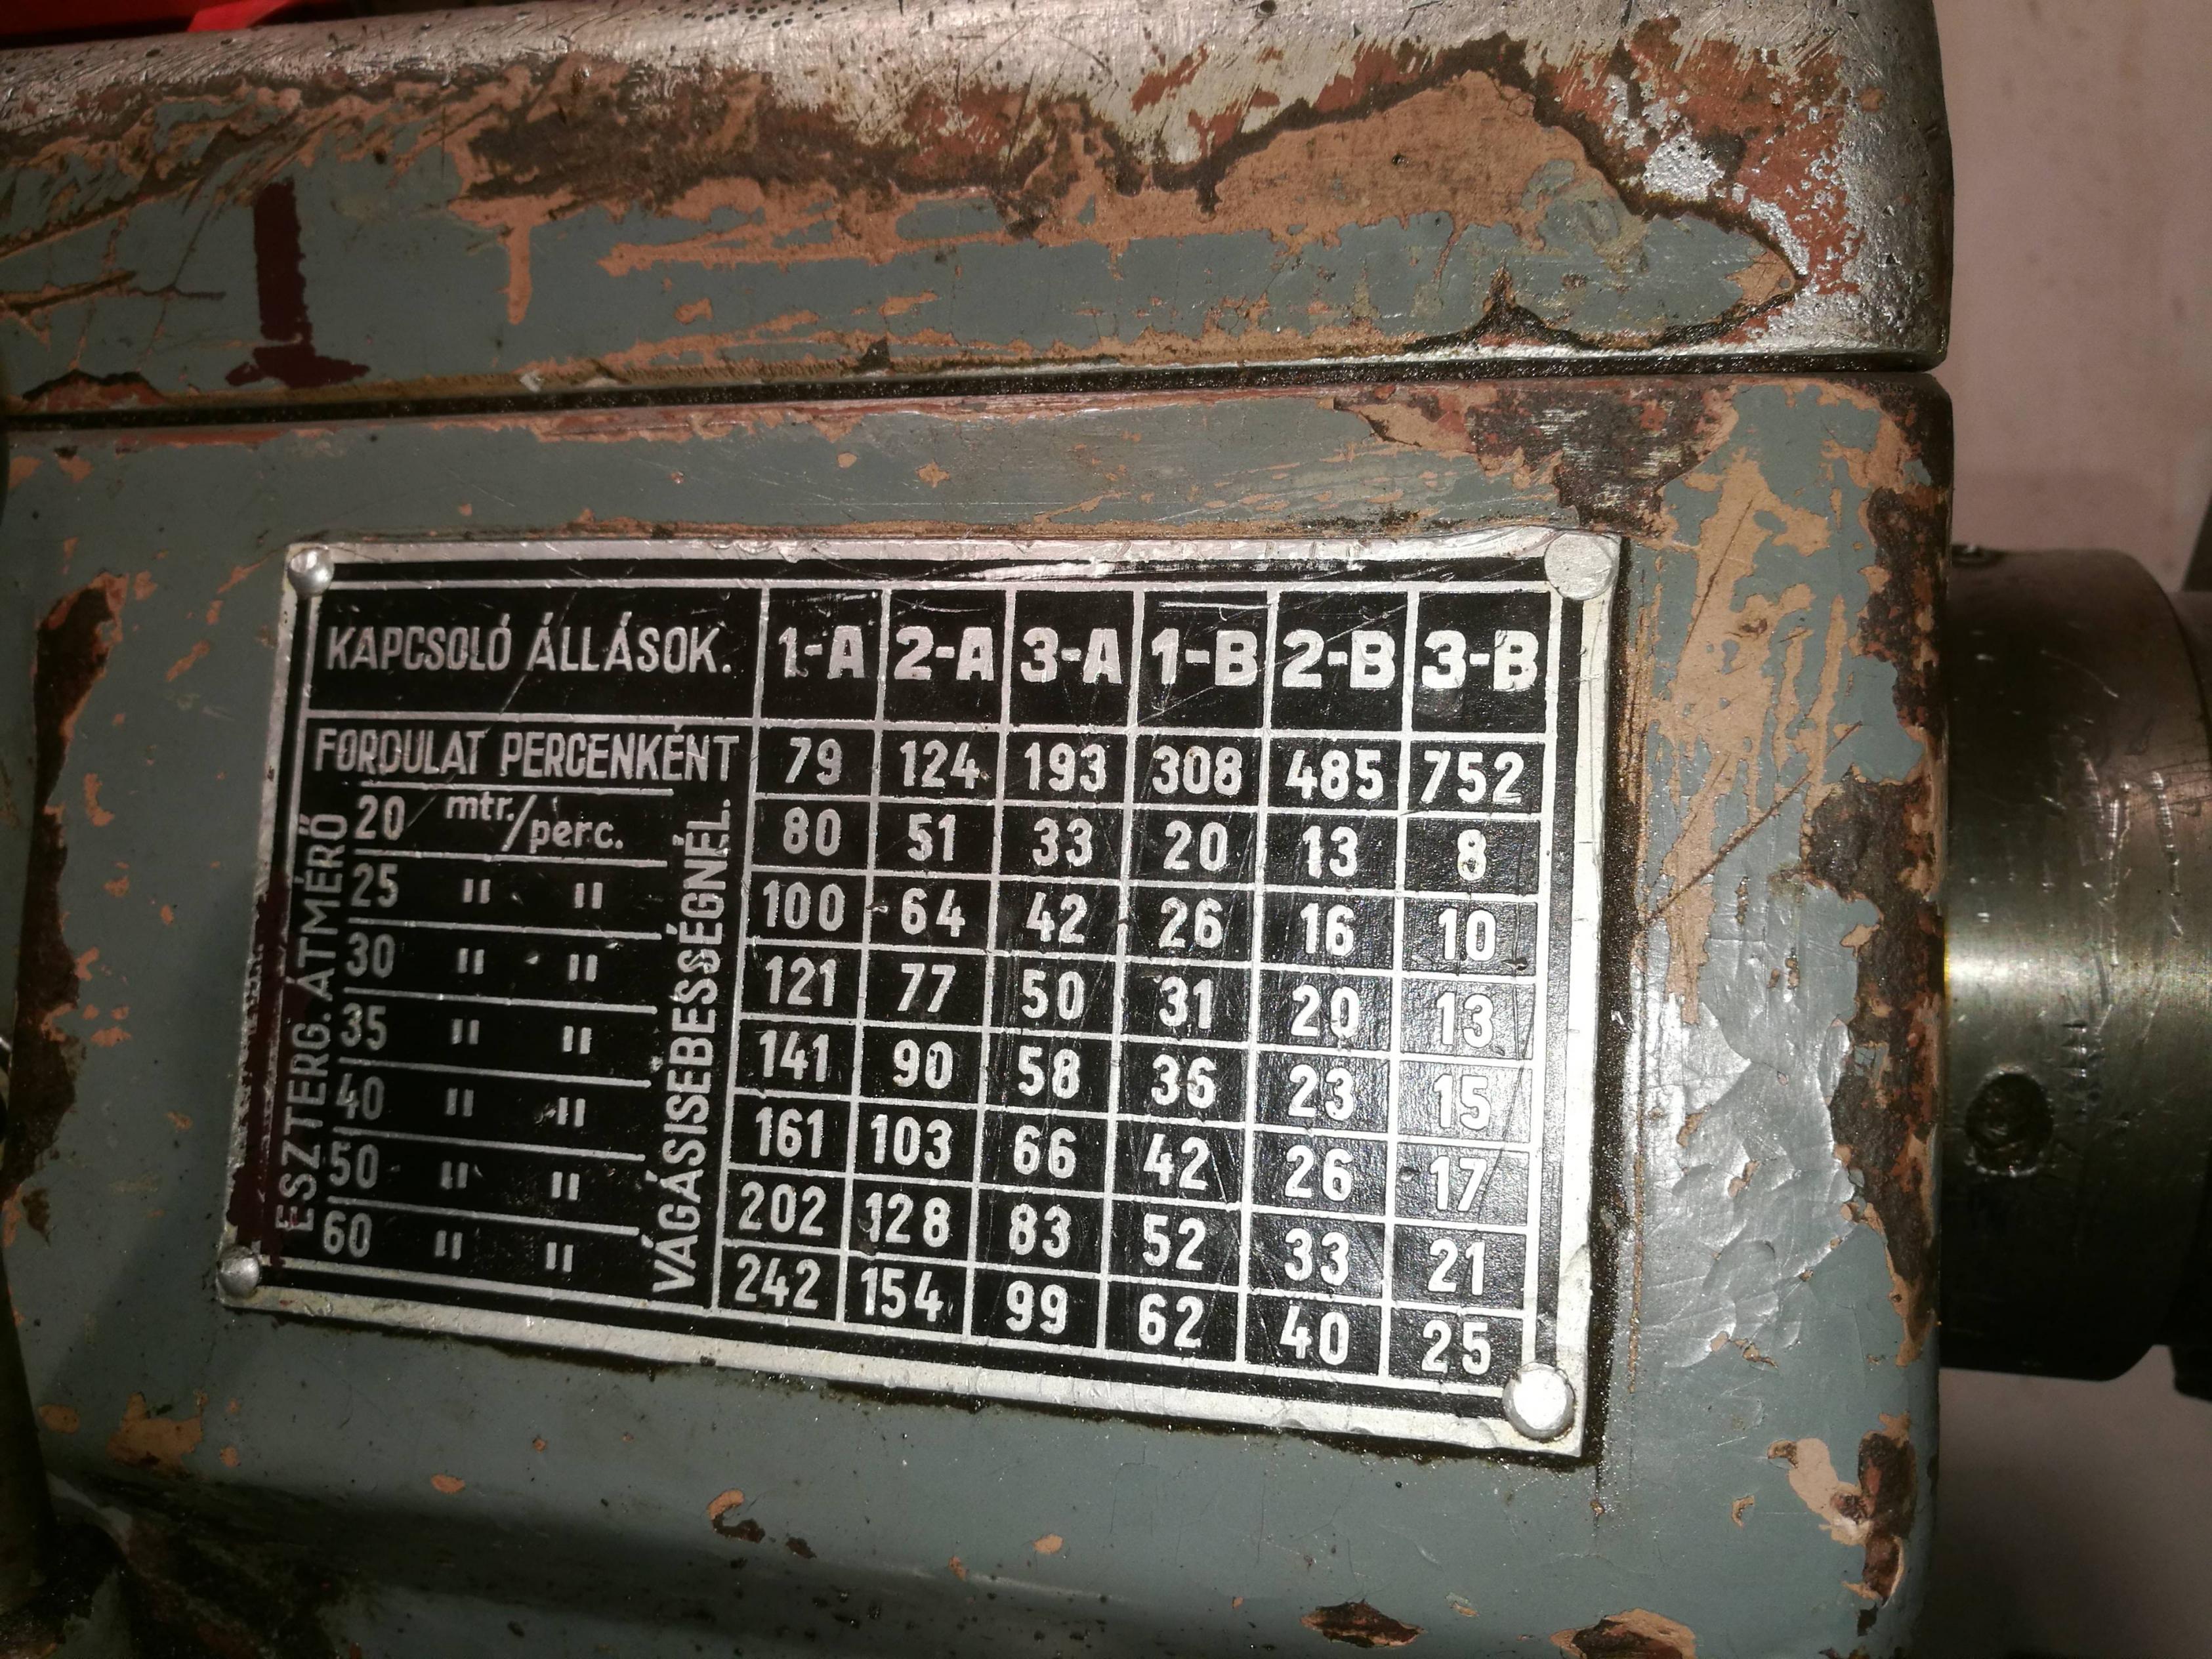 KAPCSOLÓ ÁLLÁSOK. 1-A 2-A 3-A 1-B 2-B 3-B
FORDULAT PERCENKÉNT 79 124 193 308 485 752
ESZTERG. ÁTMÉRŐ
20 mtr./perc. 80 51 33 20 13 8
25 " " 100 64 42 26 16 10
30 " " 121 77 50 31 20 13
35 " " 141 90 58 36 23 15
40 " " 161 103 66 42 26 17
50 " " 202 128 83 52 33 21
60 " " 242 154 99 62 40 25
VÁGÁSISEBESSÉGNÉL.